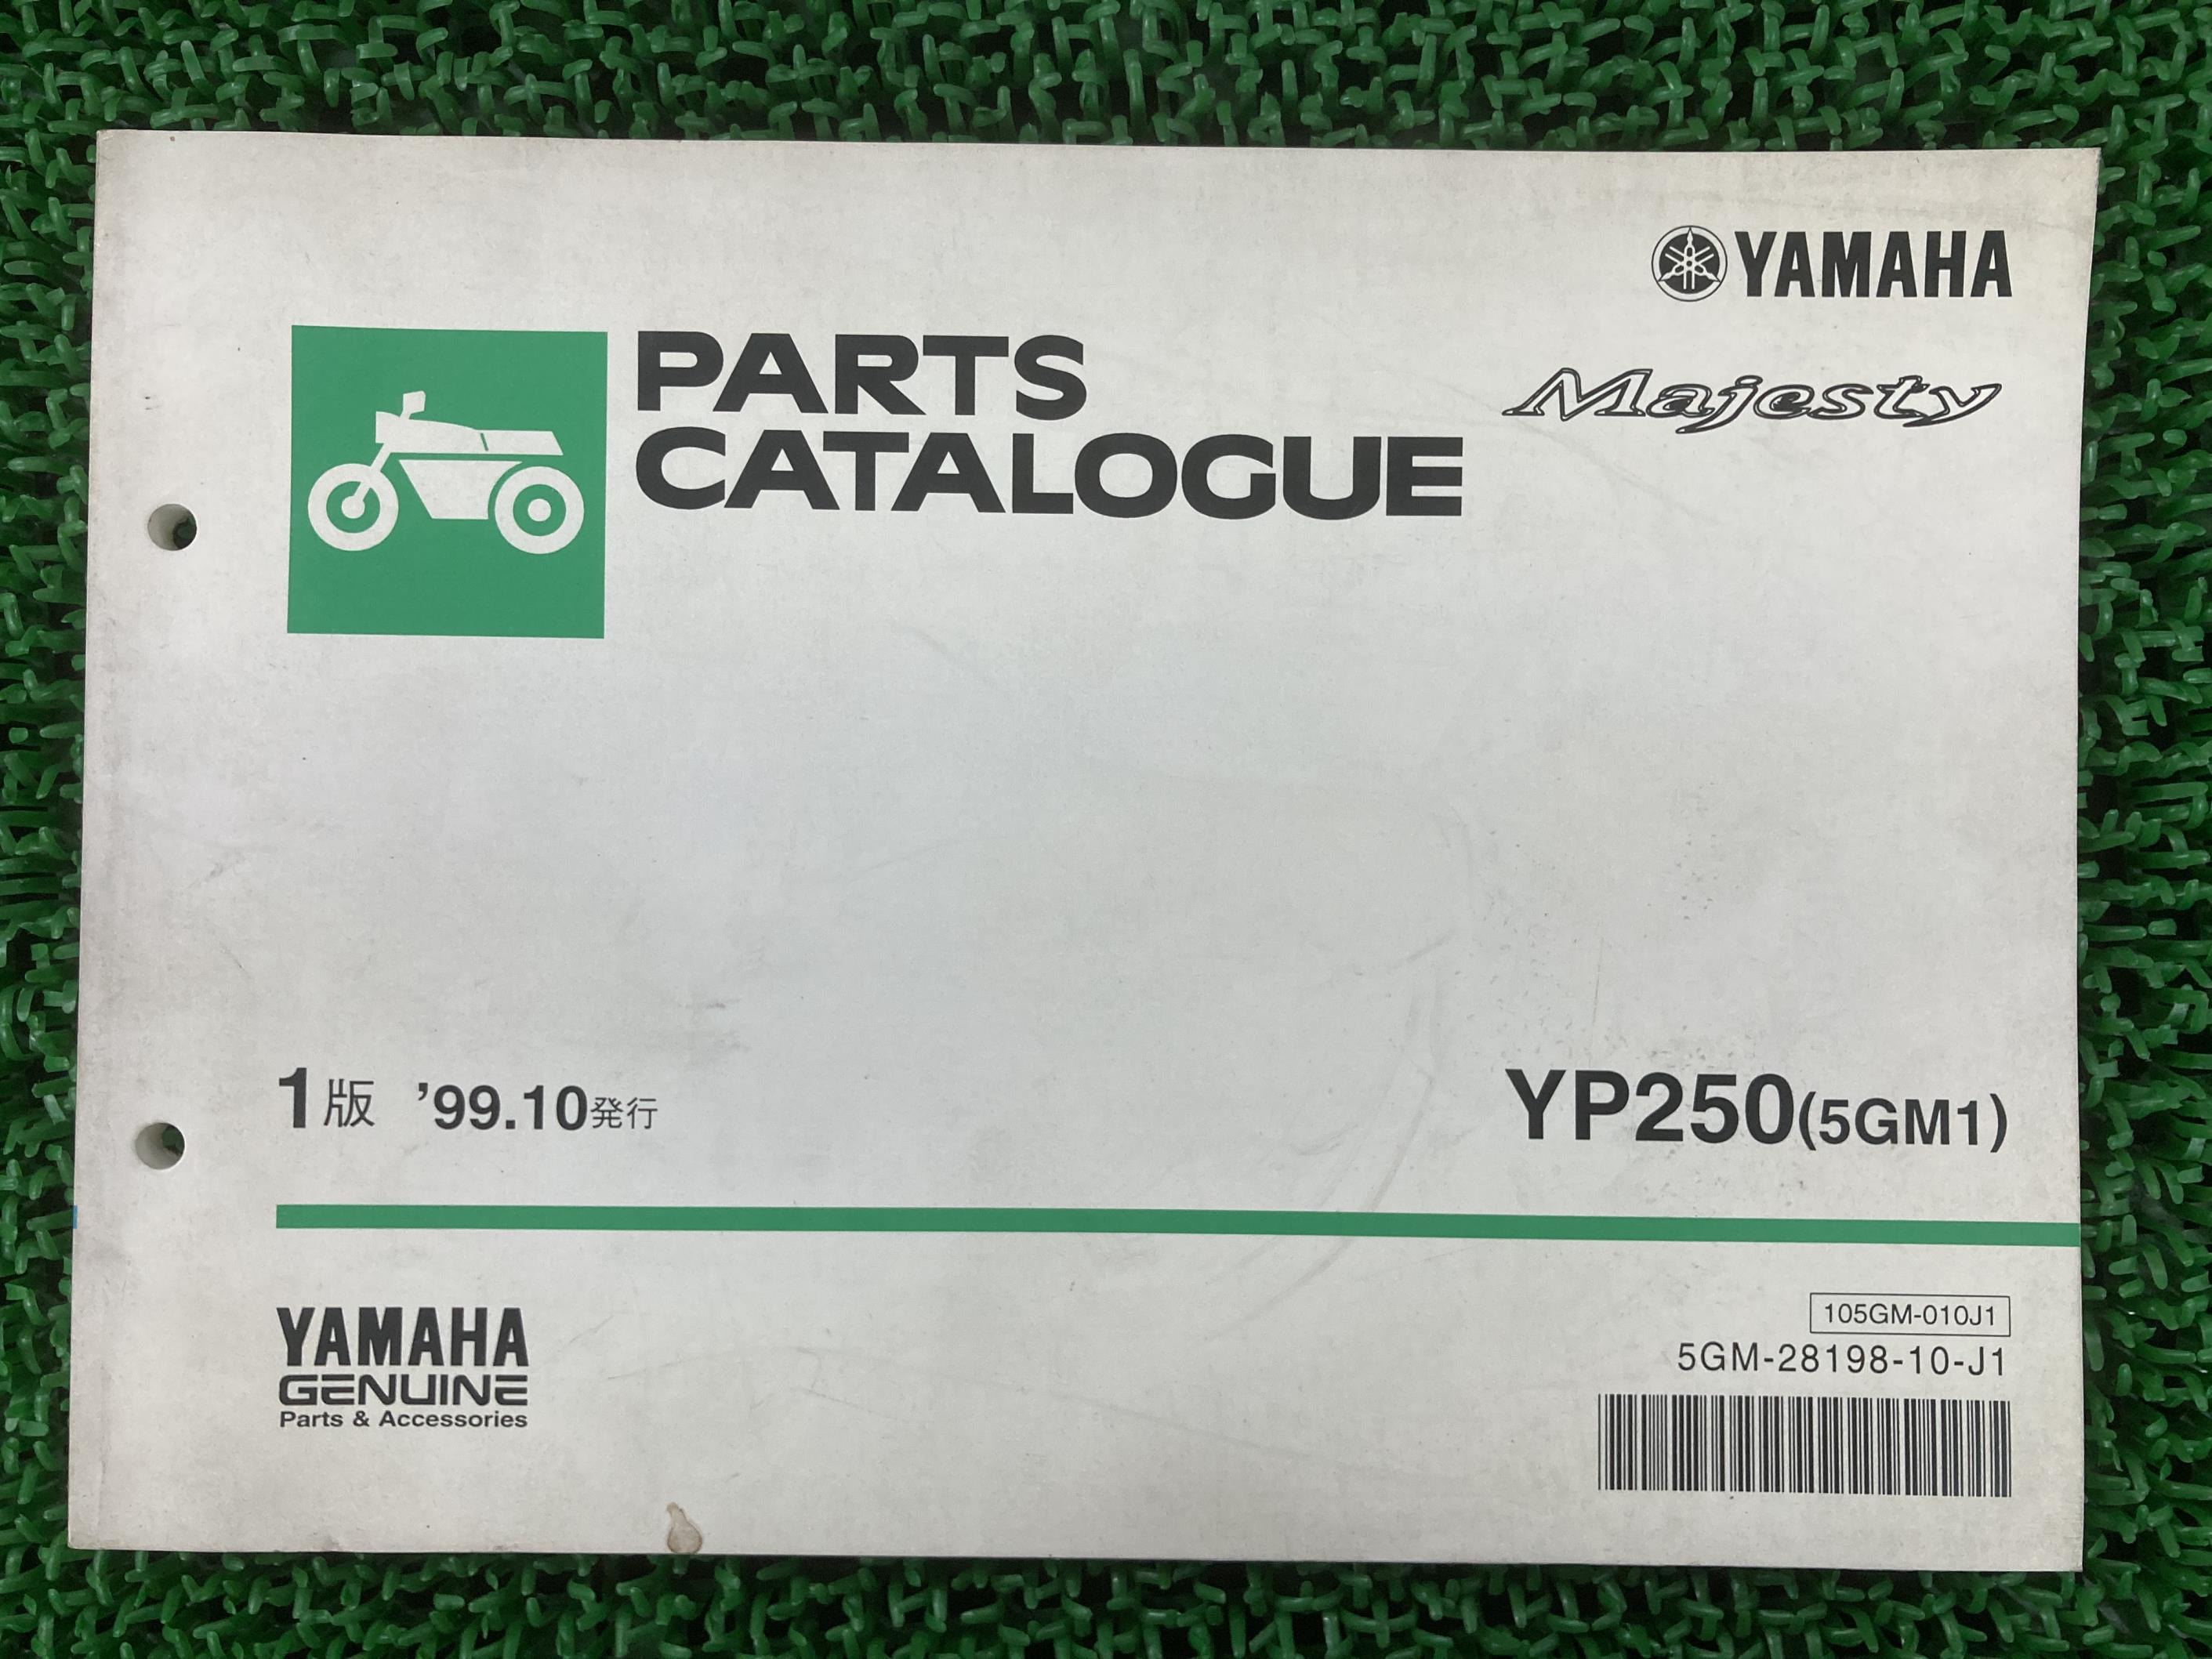 YAMAHA
PARTS
CATALOGUE
Majesty
1版 ’99.10発行
YP250(5GM1)
YAMAHA
GENUINE
Parts & Accessories
105GM-010J1
5GM-28198-10-J1